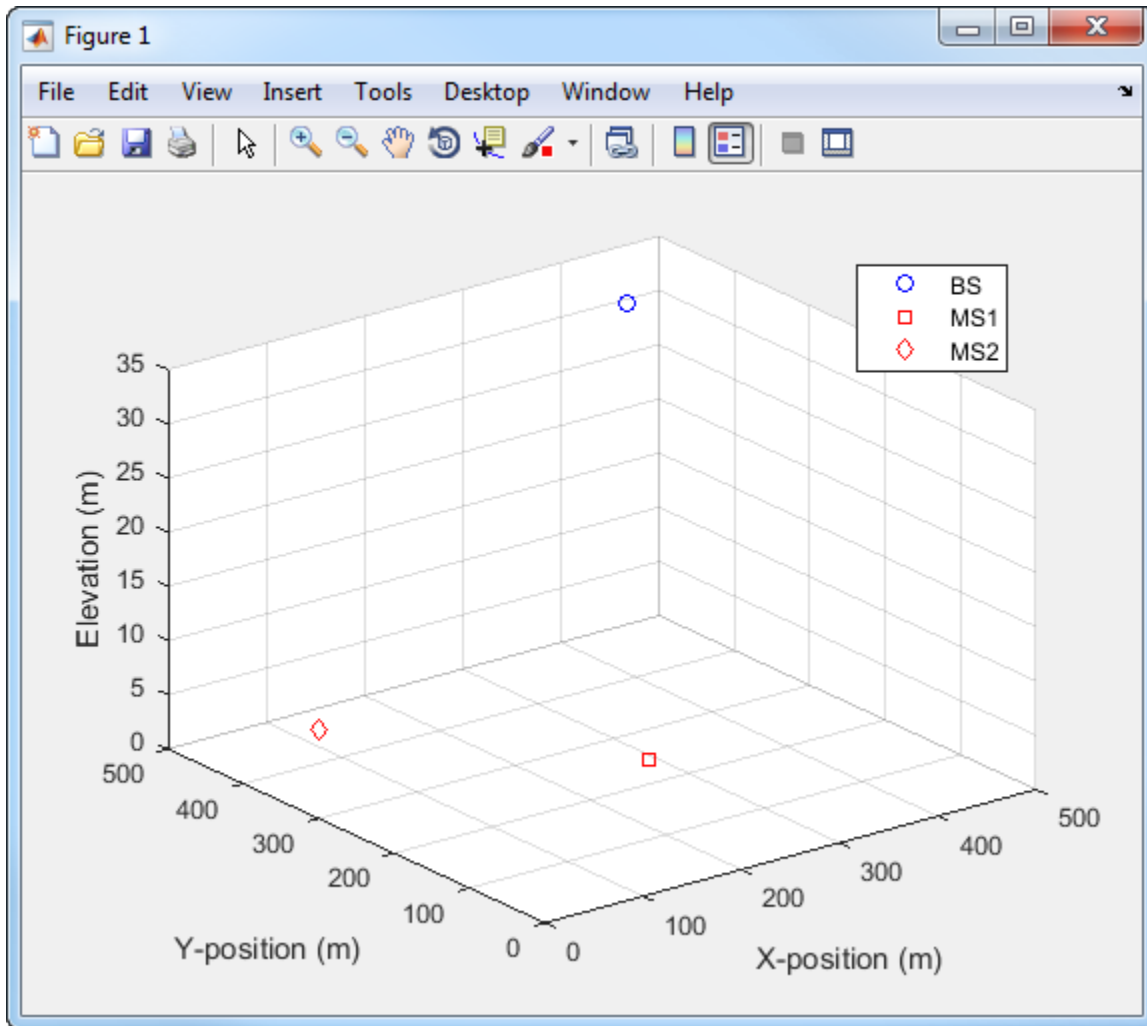 Figure 1
File Edit View Insert Tools Desktop Window Help
BS
MS1
MS2
35
30
25
20
15
10
5
0
Elevation (m)
500
400
300
200
100
0
Y-position (m)
0
100
200
300
400
500
X-position (m)